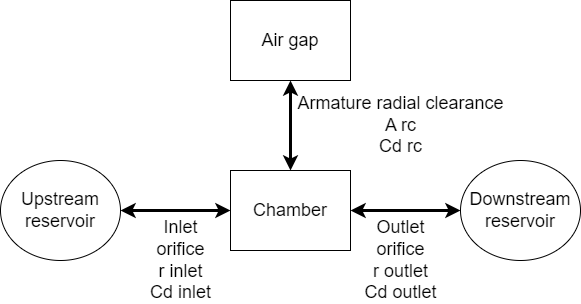 Air gap
Armature radial clearance
A rc
Cd rc
Upstream
reservoir
Inlet
orifice
r inlet
Cd inlet
Chamber
Outlet
orifice
r outlet
Cd outlet
Downstream
reservoir